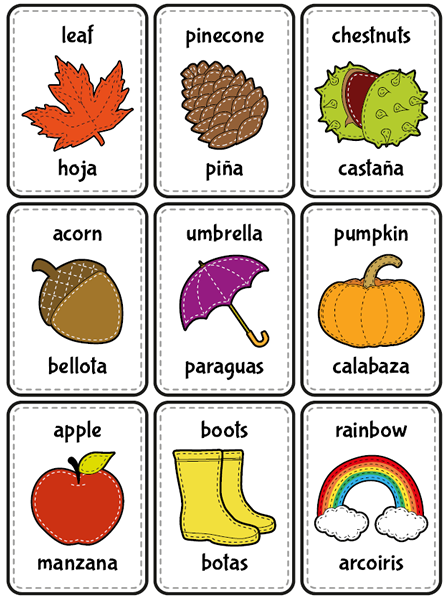 leaf
hoja
pinecone
piña
chestnuts
castaña
acorn
bellota
umbrella
paraguas
pumpkin
calabaza
apple
manzana
boots
botas
rainbow
arcoiris